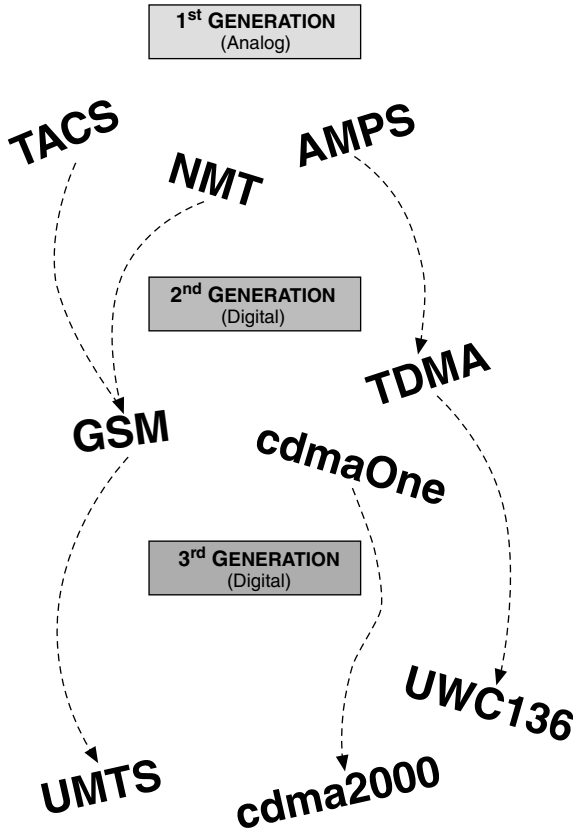 1st GENERATION
(Analog)
TACS
NMT
AMPS
2nd GENERATION
(Digital)
TDMA
GSM
cdmaOne
3rd GENERATION
(Digital)
UWC136
UMTS
cdma2000